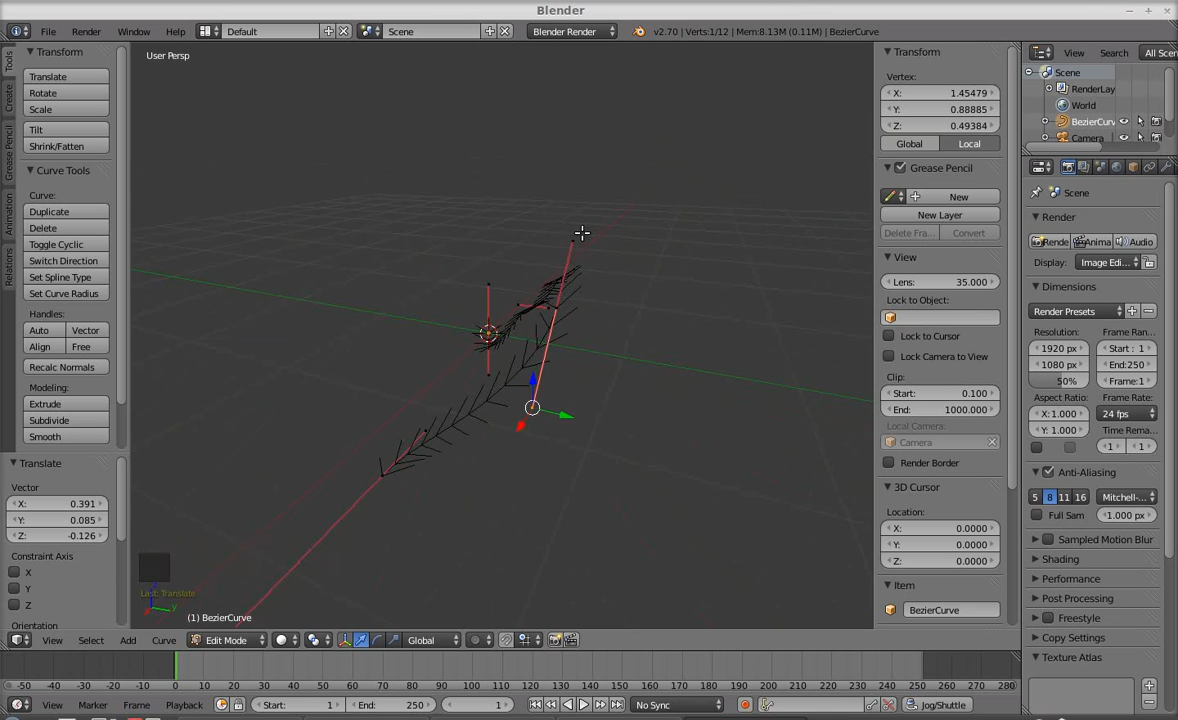 Blender
File Render Window Help Default Scene Blender Render v2.70 | Verts:1/12 | Mem:8.13M (0.11M) | BezierCurve
Tools
Create
Grease Pencil
Animation
Relations
Transform
Translate
Rotate
Scale
Tilt
Shrink/Fatten
Curve Tools
Curve:
Duplicate
Delete
Toggle Cyclic
Switch Direction
Set Spline Type
Set Curve Radius
Handles:
Auto Vector
Align Free
Recalc Normals
Modeling:
Extrude
Subdivide
Smooth
Translate
Vector
X: 0.391
Y: 0.085
Z: -0.126
Constraint Axis
X
Y
Z
Orientation
User Persp
Last: Translate
y
(1) BezierCurve
View Select Add Curve Edit Mode Global
Transform
Vertex:
X: 1.45479
Y: 0.88885
Z: 0.49384
Global Local
Grease Pencil
New
New Layer
Delete Fra... Convert
View
Lens: 35.000
Lock to Object:
Lock to Cursor
Lock Camera to View
Clip:
Start: 0.100
End: 1000.000
Local Camera:
Camera
Render Border
3D Cursor
Location:
X: 0.0000
Y: 0.0000
Z: 0.0000
Item
BezierCurve
View Search All Scen
Scene
RenderLay
World
BezierCurv
Camera
Scene
Render
Rende Anima Audio
Display: Image Edi...
Dimensions
Render Presets
Resolution: Frame Ran...
1920 px Start : 1
1080 px End:250
50% Frame:1
Aspect Ratio: Frame Rate:
X:1.000 24 fps
Y: 1.000 Time Rema...
1 1
Anti-Aliasing
5 8 11 16 Mitchell-...
Full Sam 1.000 px
Sampled Motion Blur
Shading
Performance
Post Processing
Freestyle
Copy Settings
Texture Atlas
-50 -40 -30 -20 -10 0 10 20 30 40 50 60 70 80 90 100 110 120 130 140 150 160 170 180 190 200 210 220 230 240 250 260 270 280
View Marker Frame Playback Start: 1 End: 250 1 No Sync Jog/Shuttle